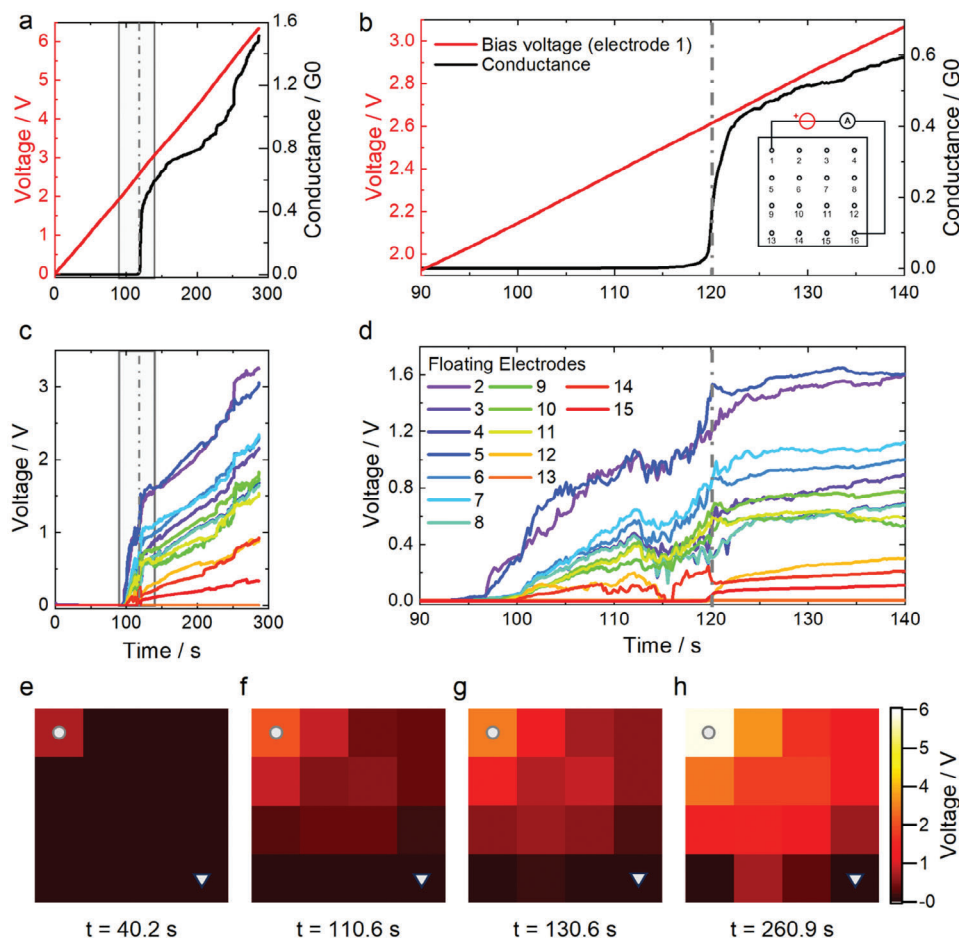 a
b
Voltage / V
6
5
4
3
2
1
0
1.6
1.2
0.8
0.4
0.0
Conductance / G0
0 100 200 300
Voltage / V
3.0
2.8
2.6
2.4
2.2
2.0
Bias voltage (electrode 1)
Conductance
+
A
1 2 3 4
5 6 7 8
9 10 11 12
13 14 15 16
0.6
0.4
0.2
0.0
Conductance / G0
90 100 110 120 130 140
c
d
Voltage / V
3
2
1
0
0 100 200 300
Time / s
Voltage / V
1.6
1.2
0.8
0.4
0.0
Floating Electrodes
2 9 14
3 10 15
4 11
5 12
6 13
7
8
90 100 110 120 130 140
Time / s
e
f
g
h
6
5
4
3
2
1
-0
Voltage / V
t = 40.2 s
t = 110.6 s
t = 130.6 s
t = 260.9 s